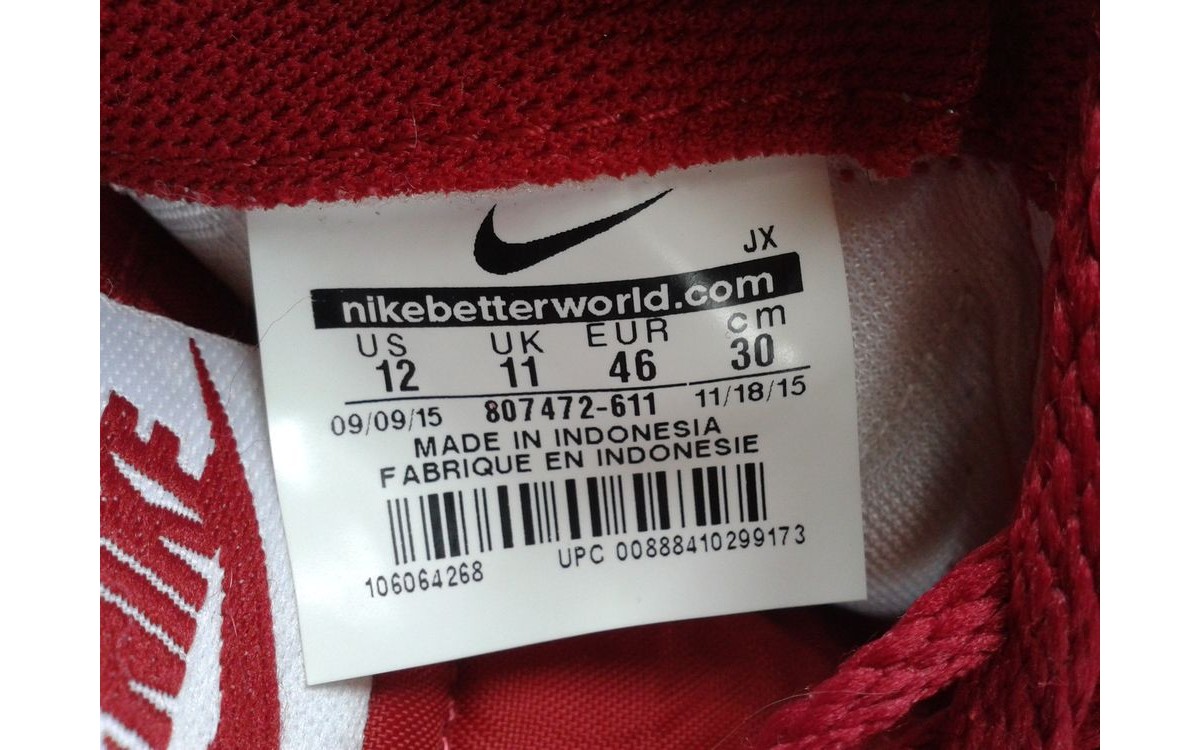 JX
nikebetterworld.com
US UK EUR cm
12 11 46 30
09/09/15 807472-611 11/18/15
MADE IN INDONESIA
FABRIQUE EN INDONESIE
106064268 UPC 00888410299173
NIKE